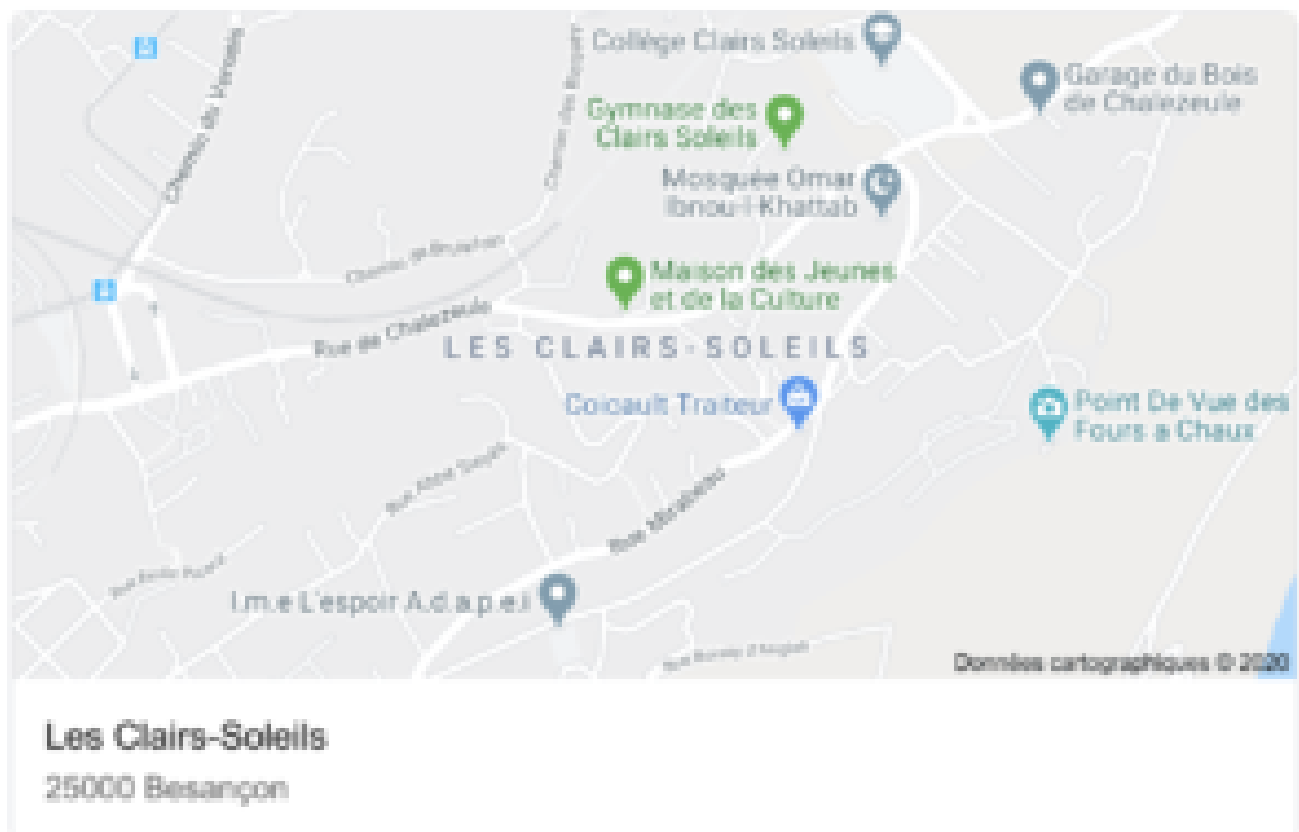 Collège Clairs Soleils
Garage du Bois
de Chalezeule
Gymnase des
Clairs Soleils
Mosquée Omar
Ibnou-l-Khattab
Maison des Jeunes
et de la Culture
Rue de Chalezeule
LES CLAIRS-SOLEILS
Coicault Traiteur
Point De Vue des
Fours a Chaux
Rue Mirabeau
I.m.e L'espoir A.d.a.p.e.i
Données cartographiques © 2020
Les Clairs-Soleils
25000 Besançon